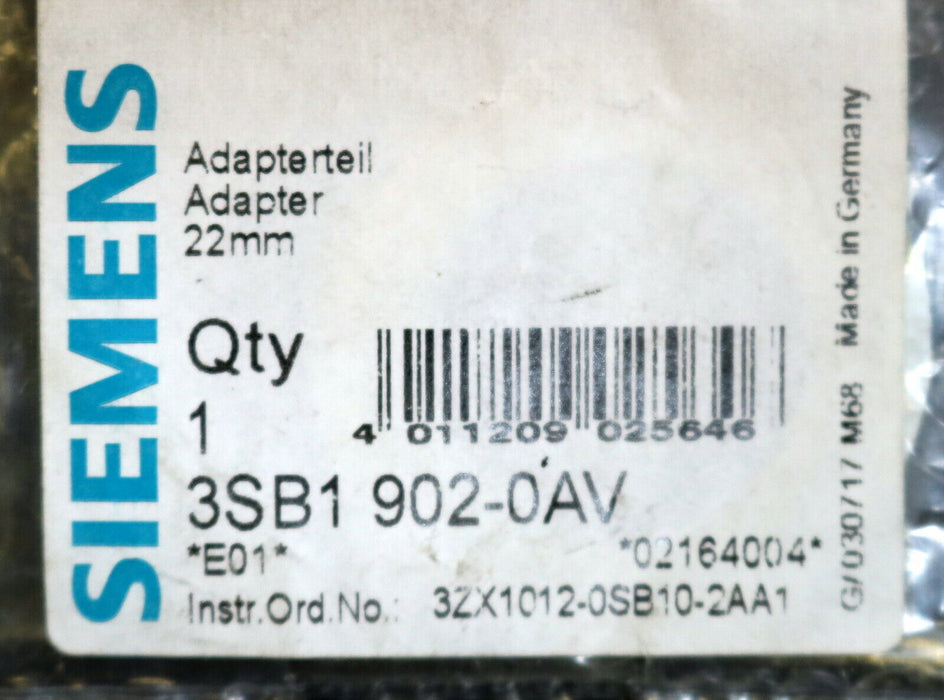 SIEMENS
Adapterteil
Adapter
22mm
Qty
1
4 011209 025646
3SB1 902-0AV
*E01* *02164004*
Instr.Ord.No.: 3ZX1012-0SB10-2AA1
G/030717 M68 Made in Germany